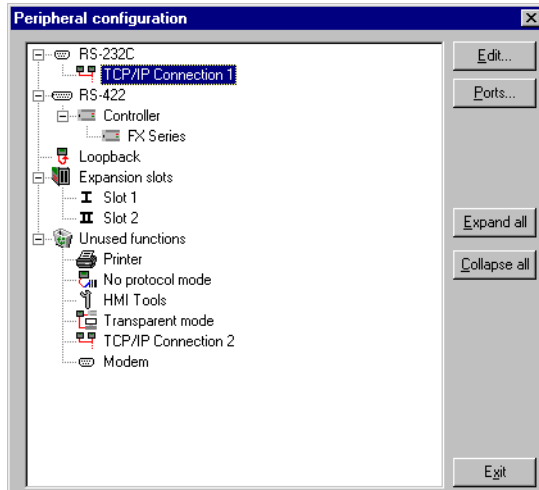 Peripheral configuration
RS-232C
TCP/IP Connection 1
RS-422
Controller
FX Series
Loopback
Expansion slots
I Slot 1
II Slot 2
Unused functions
Printer
No protocol mode
HMI Tools
Transparent mode
TCP/IP Connection 2
Modem
Edit...
Ports...
Expand all
Collapse all
Exit